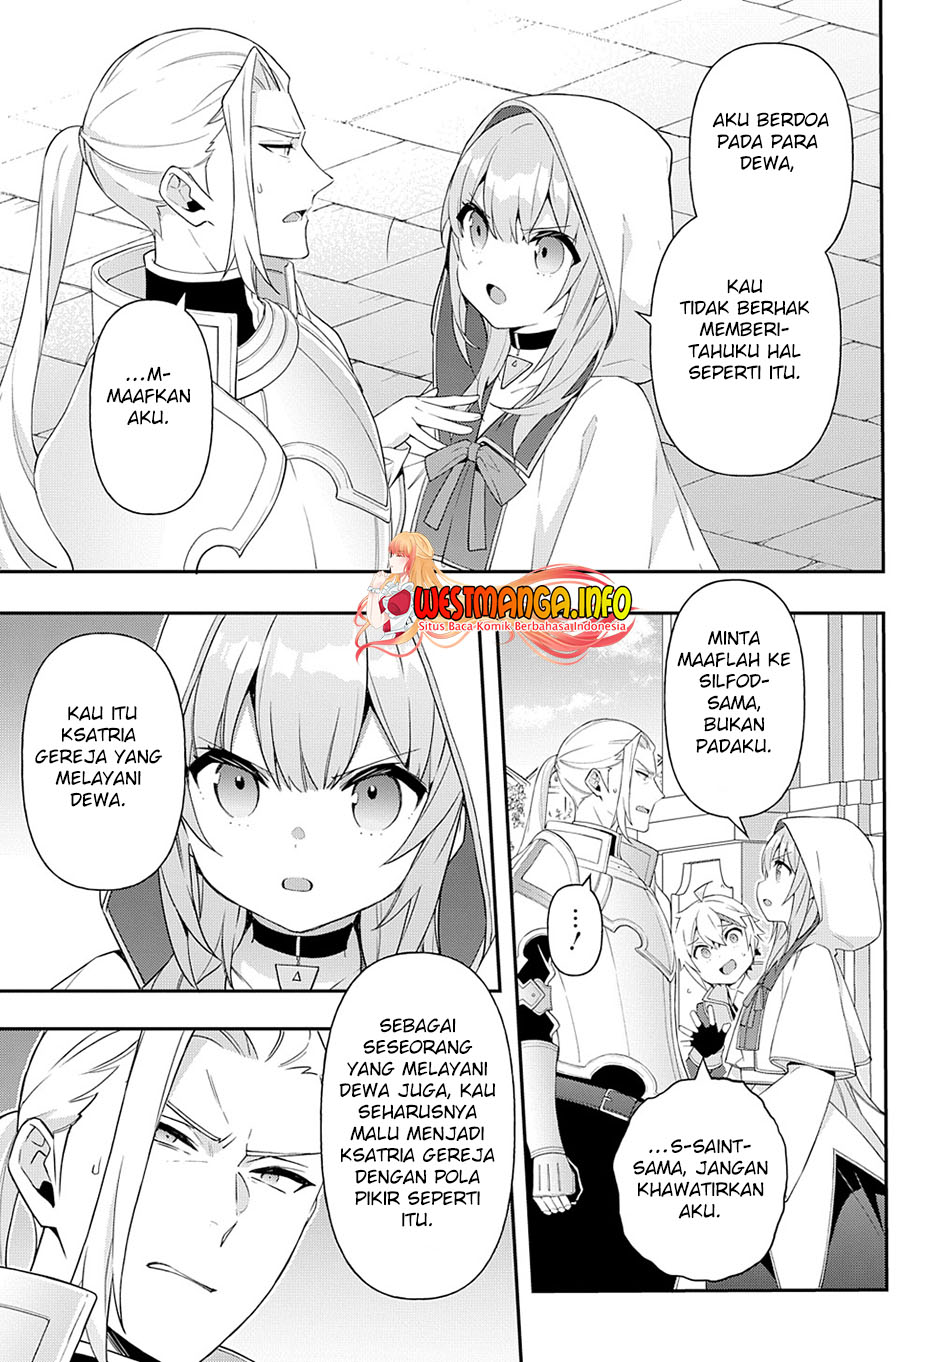 AKU BERDOA
PADA PARA
DEWA,
KAU
TIDAK BERHAK
MEMBERI-
TAHUKU HAL
SEPERTI ITU.
...M-
MAAFKAN
AKU.
WESTMANGA.INFO
Situs Baca Komik Berbahasa Indonesia
MINTA
MAAFLAH KE
SILFOD-
SAMA,
BUKAN
PADAKU.
...!
...S-SAINT-
SAMA, JANGAN
KHAWATIRKAN
AKU.
KAU ITU
KSATRIA
GEREJA YANG
MELAYANI
DEWA.
SEBAGAI
SESEORANG
YANG MELAYANI
DEWA JUGA, KAU
SEHARUSNYA
MALU MENJADI
KSATRIA GEREJA
DENGAN POLA
PIKIR SEPERTI
ITU.